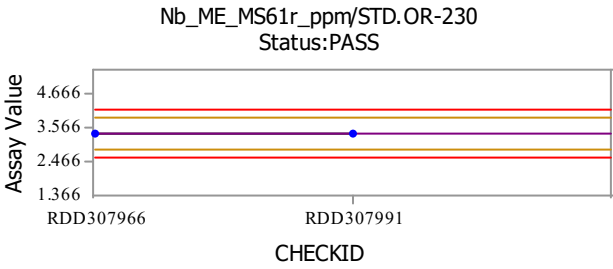 Nb_ME_MS61r_ppm/STD.OR-230
Status:PASS
Assay Value
4.666
3.566
2.466
1.366
RDD307966
RDD307991
CHECKID